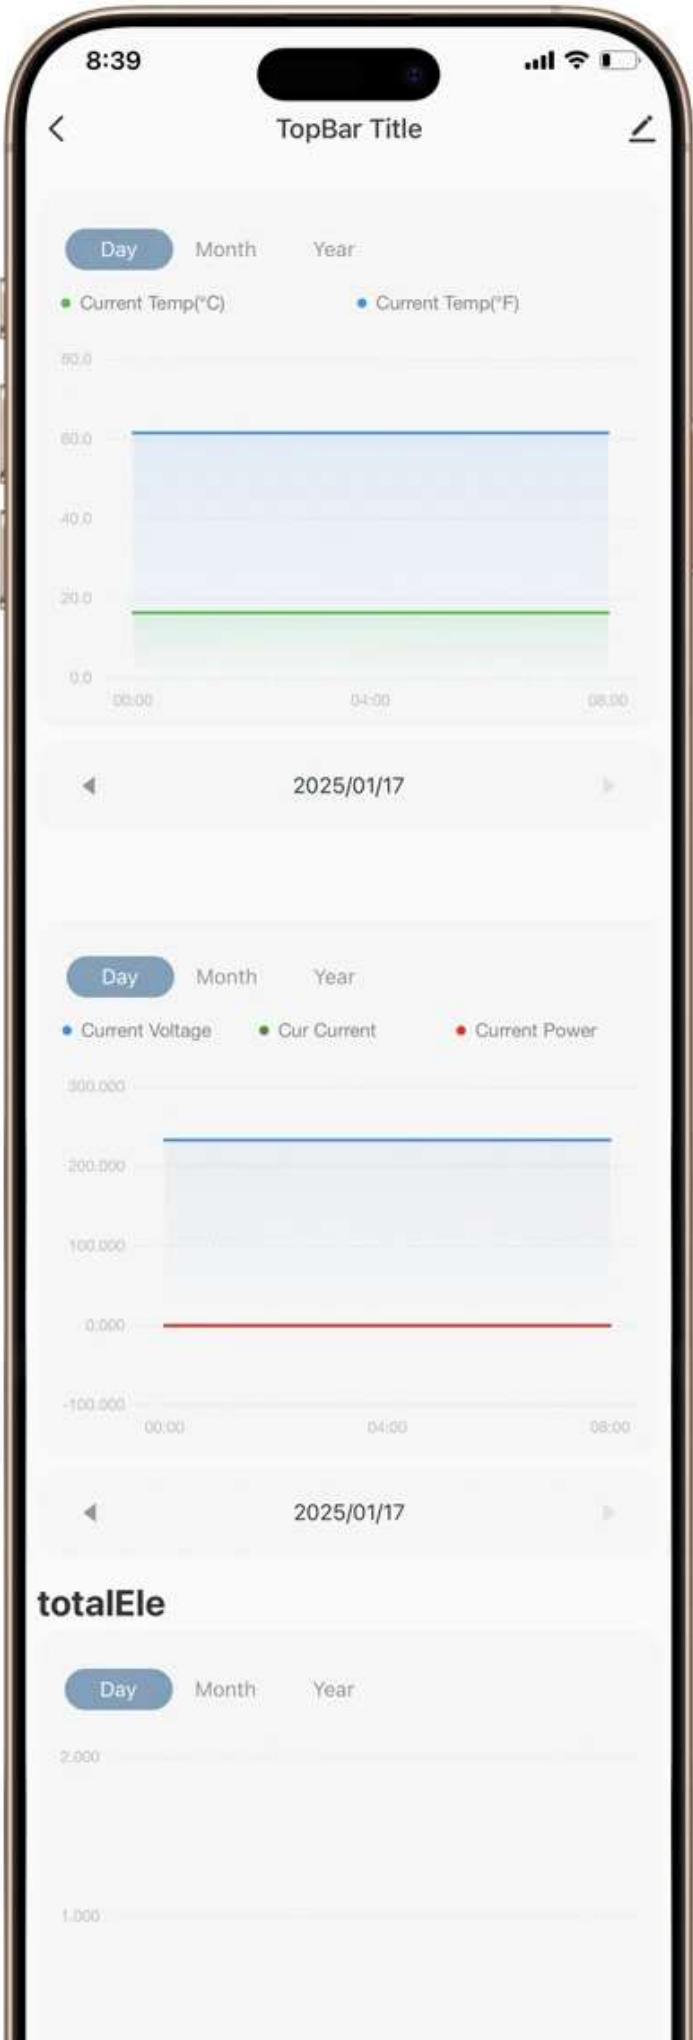 8:39
TopBar Title
Day Month Year
Current Temp(°C) Current Temp(°F)
80.0
60.0
40.0
20.0
0.0
00:00 04:00 08:00
2025/01/17
Day Month Year
Current Voltage Cur Current Current Power
300.000
200.000
100.000
0.000
-100.000
00:00 04:00 08:00
2025/01/17
totalEle
Day Month Year
2.000
1.000